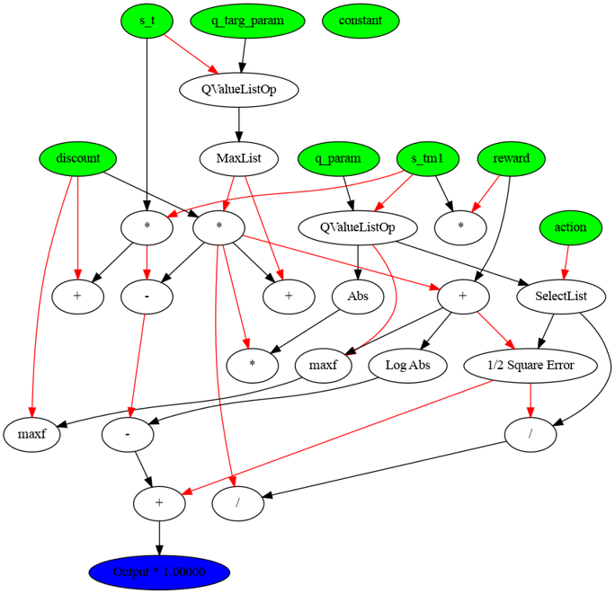 s_t
q_targ_param
constant
QValueListOp
discount
MaxList
q_param
s_tm1
reward
*
*
QValueListOp
*
action
+
-
+
Abs
+
SelectList
*
maxf
Log Abs
1/2 Square Error
maxf
-
/
+
/
Output * 1.00000